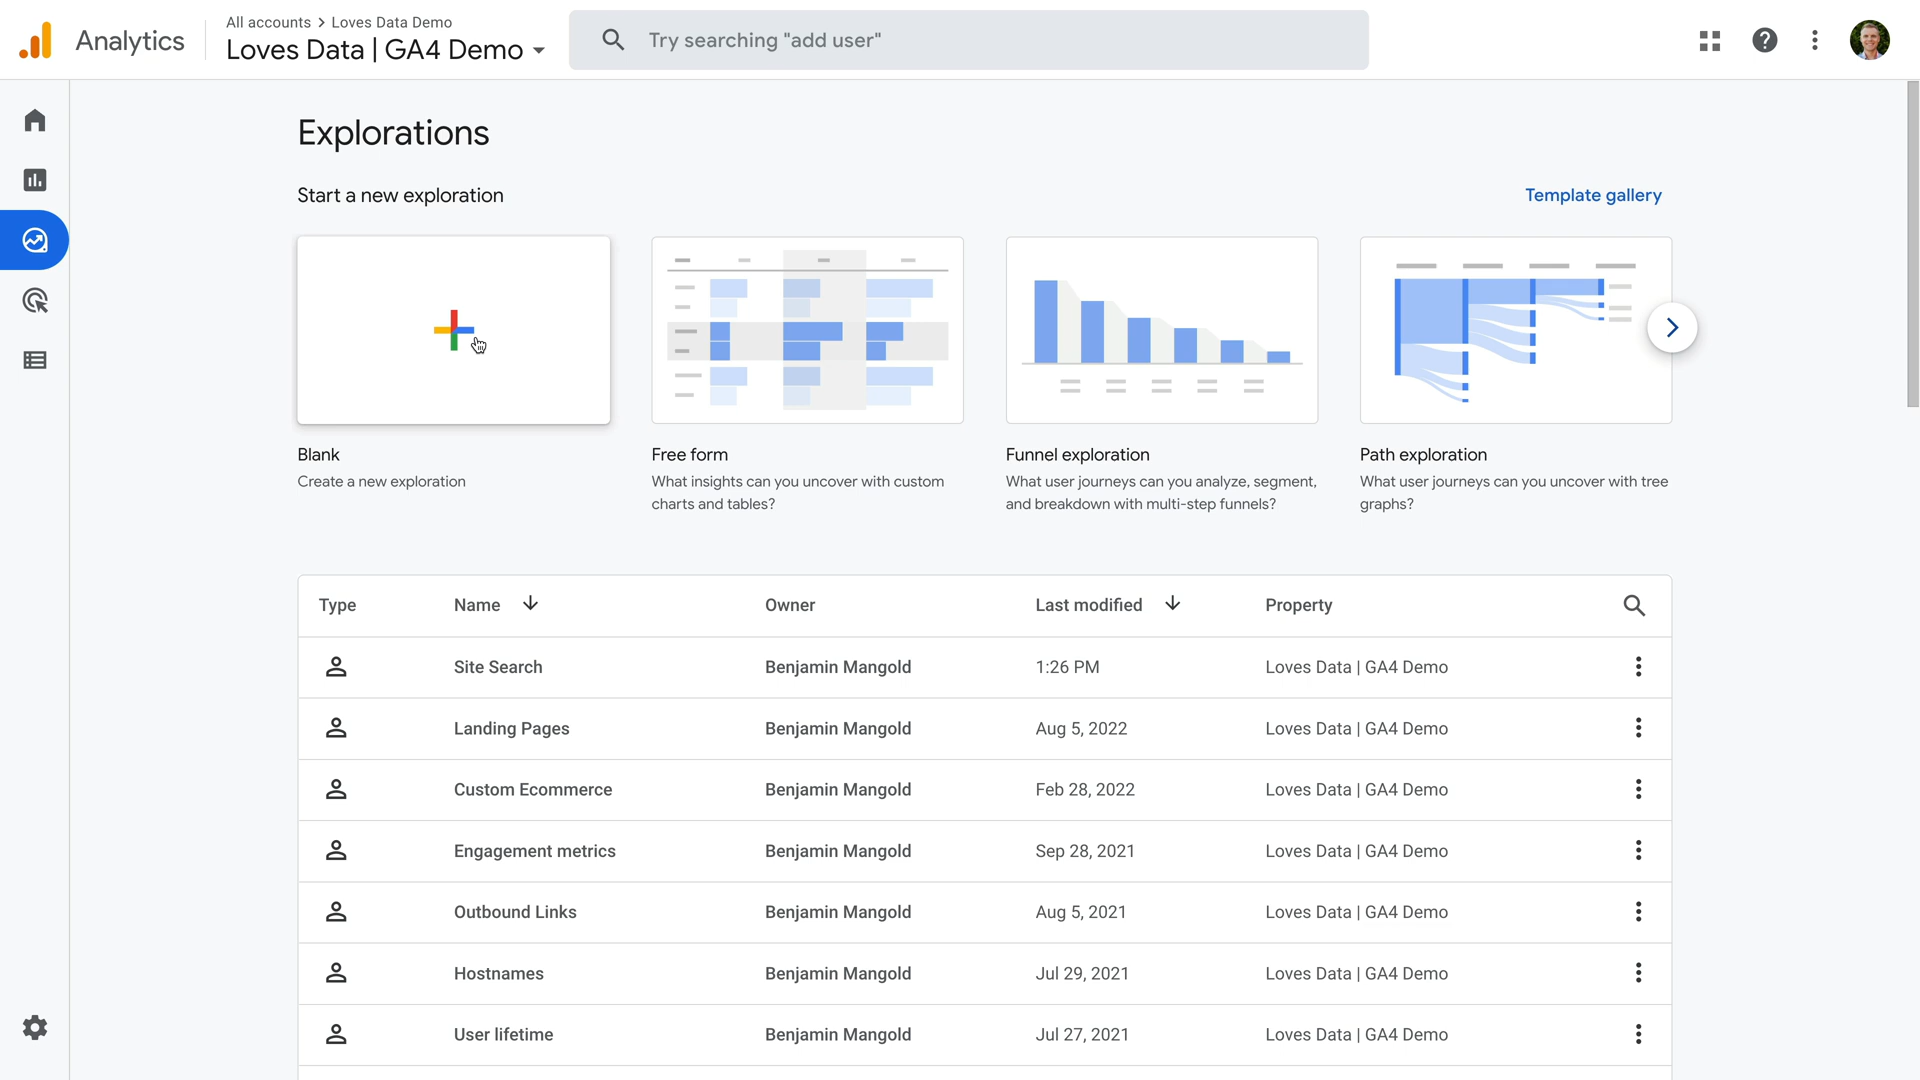 Analytics
All accounts > Loves Data Demo
Loves Data | GA4 Demo
Try searching "add user"
Explorations
Start a new exploration
Template gallery
Blank
Create a new exploration
Free form
What insights can you uncover with custom
charts and tables?
Funnel exploration
What user journeys can you analyze, segment,
and breakdown with multi-step funnels?
Path exploration
What user journeys can you uncover with tree
graphs?
Type Name Owner Last modified Property
Site Search Benjamin Mangold 1:26 PM Loves Data | GA4 Demo
Landing Pages Benjamin Mangold Aug 5, 2022 Loves Data | GA4 Demo
Custom Ecommerce Benjamin Mangold Feb 28, 2022 Loves Data | GA4 Demo
Engagement metrics Benjamin Mangold Sep 28, 2021 Loves Data | GA4 Demo
Outbound Links Benjamin Mangold Aug 5, 2021 Loves Data | GA4 Demo
Hostnames Benjamin Mangold Jul 29, 2021 Loves Data | GA4 Demo
User lifetime Benjamin Mangold Jul 27, 2021 Loves Data | GA4 Demo